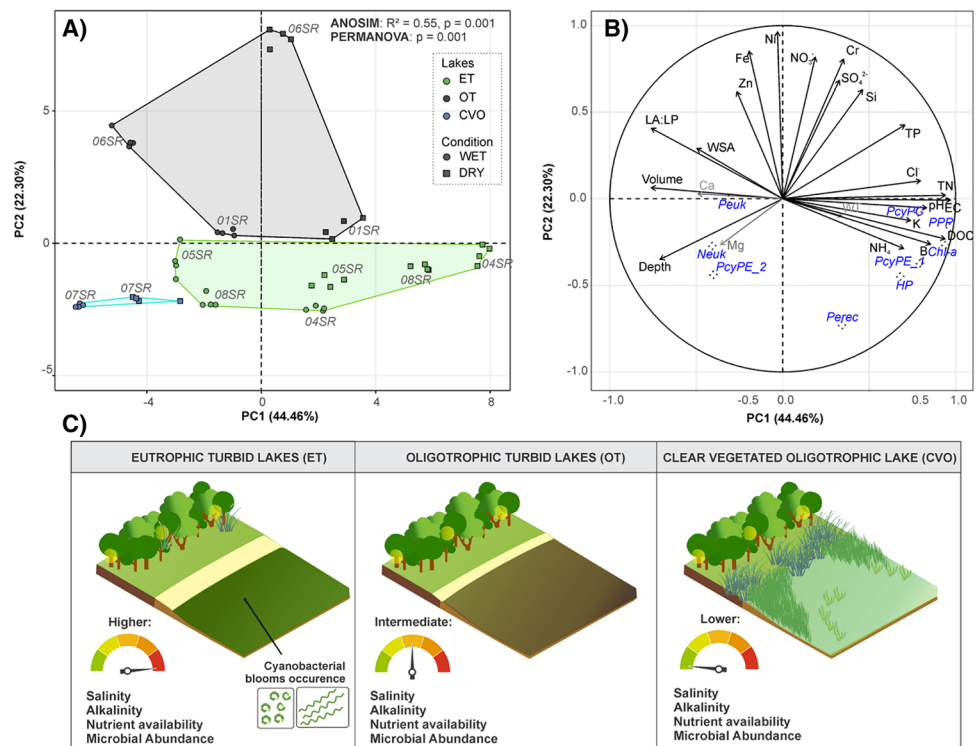 A)
ANOSIM: R² = 0.55, p = 0.001
PERMANOVA: p = 0.001
Lakes
ET
OT
CVO
Condition
WET
DRY
06SR
06SR
01SR
01SR
05SR
05SR
04SR
08SR
07SR
07SR
08SR
04SR
5
0
-5
-4
0
4
8
PC2 (22.30%)
PC1 (44.46%)
B)
1.0
0.5
0.0
-0.5
-1.0
-1.0
-0.5
0.0
0.5
1.0
PC2 (22.30%)
PC1 (44.46%)
Ni
Fe
NO₃⁻
Cr
Zn
SO₄²⁻
Si
LA:LP
TP
WSA
Volume
Ca
Cl⁻
TN
Peuk
WT
PcyPC
pH
EC
PPR
K
DOC
Mg
NH₄
B
Chl-a
Neuk
PcyPE_1
Depth
PcyPE_2
HP
Perec
C)
EUTROPHIC TURBID LAKES (ET)
OLIGOTROPHIC TURBID LAKES (OT)
CLEAR VEGETATED OLIGOTROPHIC LAKE (CVO)
Higher:
Cyanobacterial
blooms occurence
Salinity
Alkalinity
Nutrient availability
Microbial Abundance
Intermediate:
Salinity
Alkalinity
Nutrient availability
Microbial Abundance
Lower:
Salinity
Alkalinity
Nutrient availability
Microbial Abundance